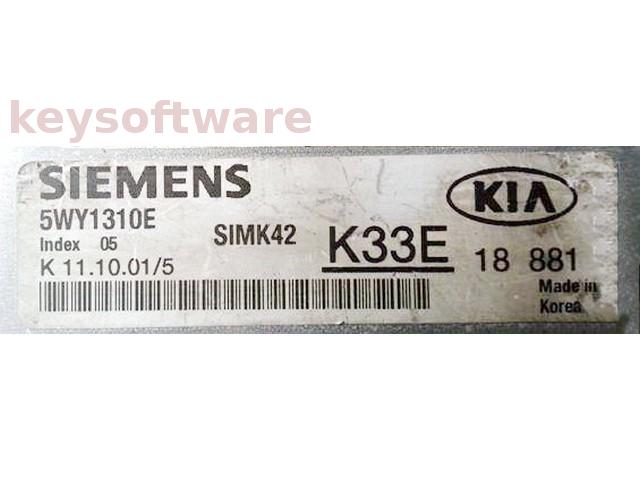 keysoftware
SIEMENS
KIA
5WY1310E
Index 05
SIMK42
K33E 18 881
K 11.10.01/5
Made in
Korea